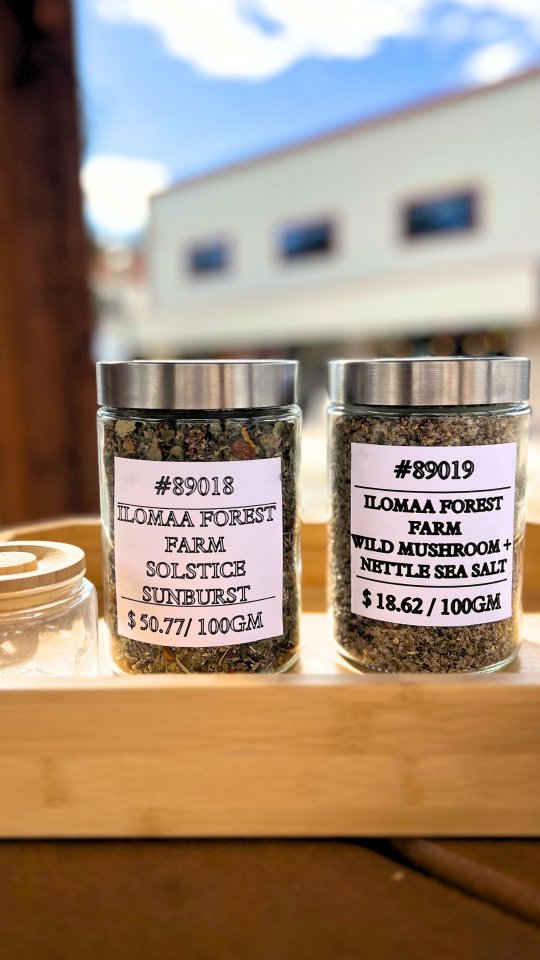 #89018
ILOMAA FOREST
FARM
SOLSTICE
SUNBURST
$ 50.77/ 100GM
#89019
ILOMAA FOREST
FARM
WILD MUSHROOM +
NETTLE SEA SALT
$ 18.62 / 100GM